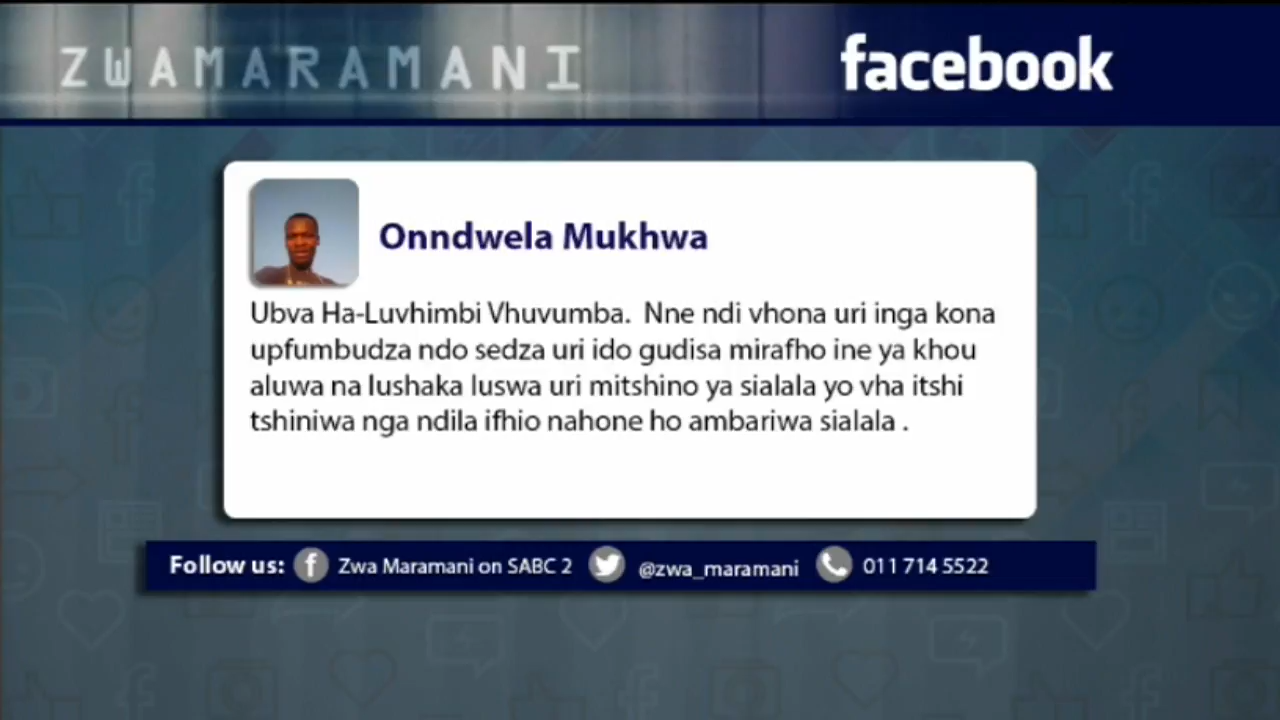 ZWAMARAMANI
facebook
Onndwela Mukhwa
Ubva Ha-Luvhimbi Vhuvumba. Nne ndi vhona uri inga kona
upfumbudza ndo sedza uri ido gudisa mirafho ine ya khou
aluwa na lushaka luswa uri mitshino ya sialala yo vha itshi
tshiniwa nga ndila ifhio nahone ho ambariwa sialala .
Follow us: Zwa Maramani on SABC 2 @zwa_maramani 011 714 5522